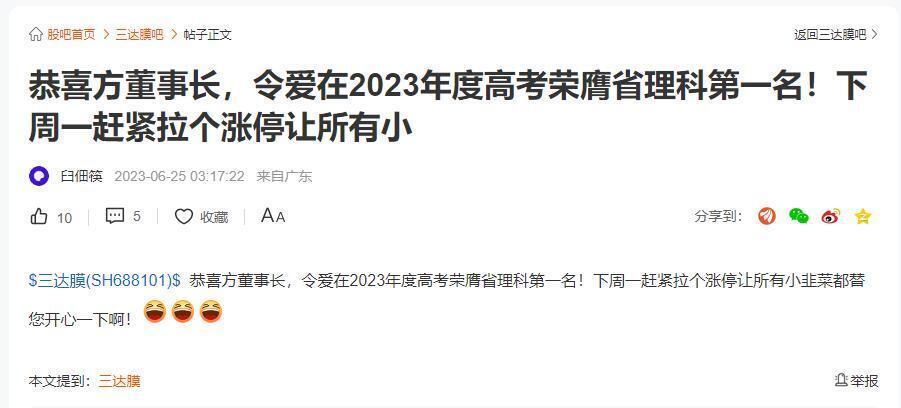 股吧首页 > 三达膜吧 > 帖子正文 返回三达膜吧 >
恭喜方董事长，令爱在2023年度高考荣膺省理科第一名！下
周一赶紧拉个涨停让所有小
臼佃筷 2023-06-25 03:17:22 来自广东
10 5 收藏 AA 分享到：
$三达膜(SH688101)$ 恭喜方董事长，令爱在2023年度高考荣膺省理科第一名！下周一赶紧拉个涨停让所有小韭菜都替
您开心一下啊！
本文提到：三达膜 举报